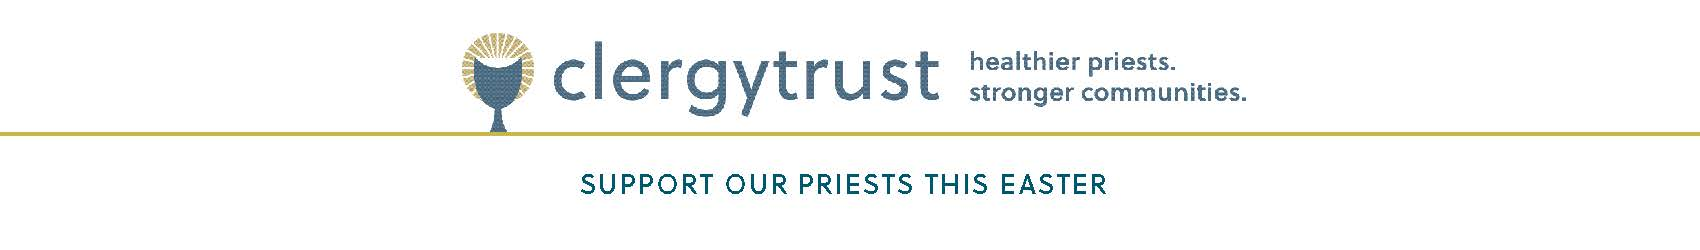 clergytrust
healthier priests.
stronger communities.
SUPPORT OUR PRIESTS THIS EASTER